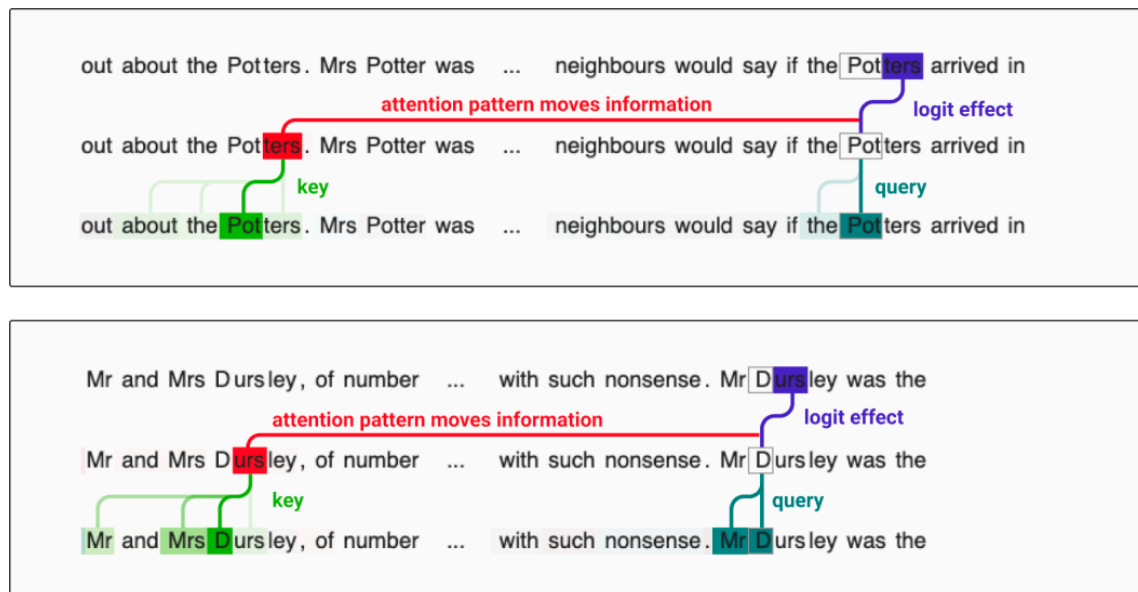 out about the Potters. Mrs Potter was ... neighbours would say if the Potters arrived in
attention pattern moves information
logit effect
out about the Potters. Mrs Potter was ... neighbours would say if the Potters arrived in
key
query
out about the Potters. Mrs Potter was ... neighbours would say if the Potters arrived in
Mr and Mrs Dursley, of number ... with such nonsense. Mr Dursley was the
attention pattern moves information
logit effect
Mr and Mrs Dursley, of number ... with such nonsense. Mr Dursley was the
key
query
Mr and Mrs Dursley, of number ... with such nonsense. Mr Dursley was the